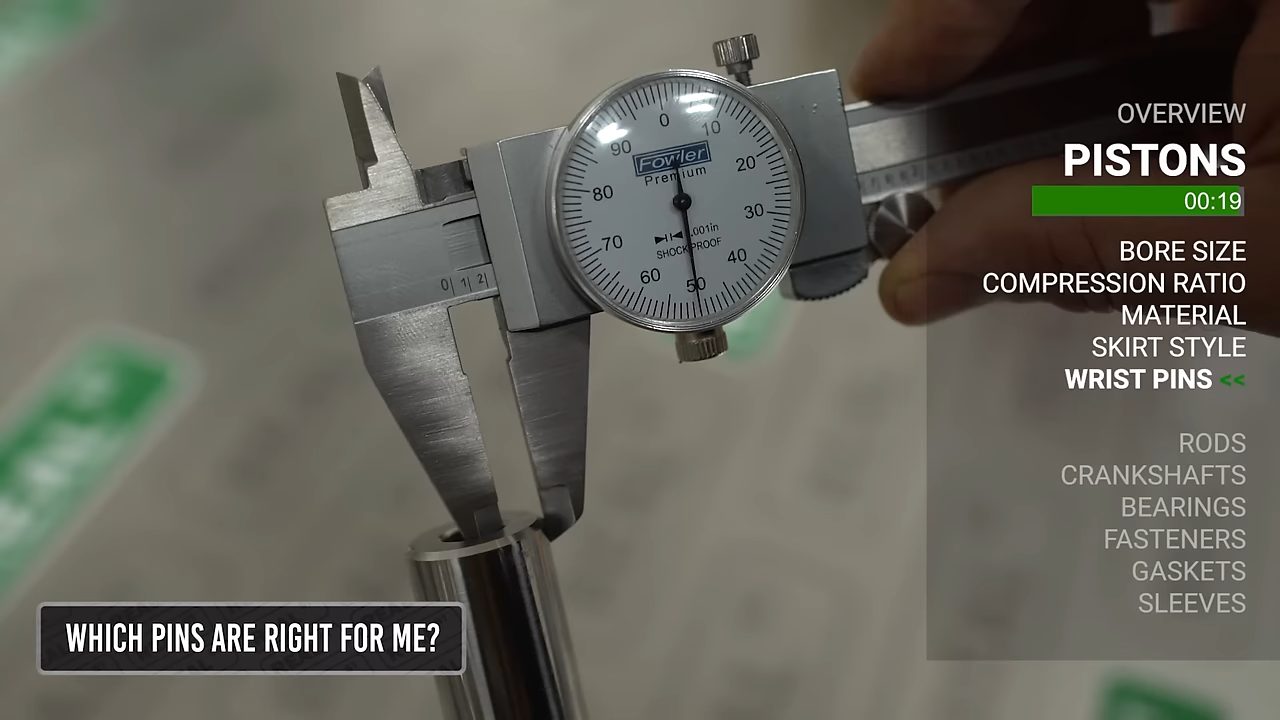 0
10
20
30
40
50
60
70
80
90
Fowler
Premium
.001in
SHOCKPROOF
0 1 2
OVERVIEW
PISTONS
00:19
BORE SIZE
COMPRESSION RATIO
MATERIAL
SKIRT STYLE
WRIST PINS <<
RODS
CRANKSHAFTS
BEARINGS
FASTENERS
GASKETS
SLEEVES
WHICH PINS ARE RIGHT FOR ME?